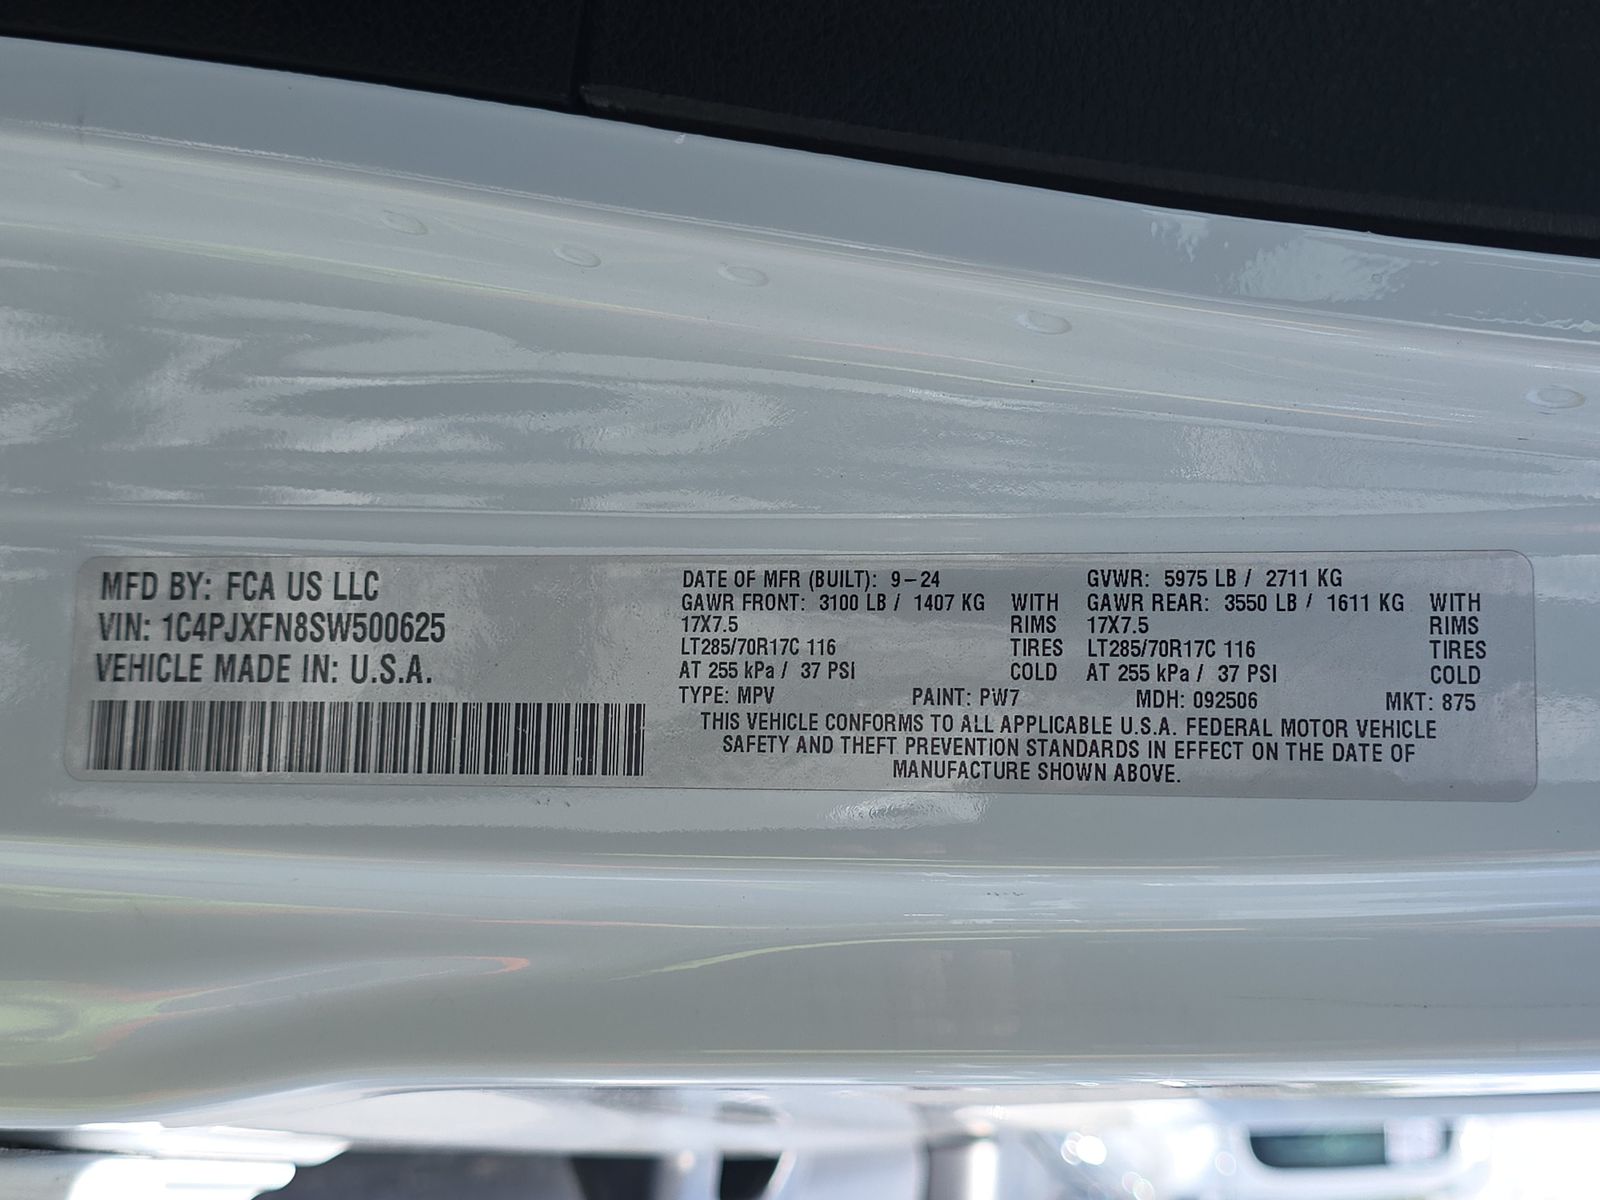 MFD BY: FCA US LLC
VIN: 1C4PJXFN8SW500625
VEHICLE MADE IN: U.S.A.
DATE OF MFR (BUILT): 9-24 GVWR: 5975 LB / 2711 KG
GAWR FRONT: 3100 LB / 1407 KG WITH GAWR REAR: 3550 LB / 1611 KG WITH
17X7.5 RIMS 17X7.5 RIMS
LT285/70R17C 116 TIRES LT285/70R17C 116 TIRES
AT 255 kPa / 37 PSI COLD AT 255 kPa / 37 PSI COLD
TYPE: MPV PAINT: PW7 MDH: 092506 MKT: 875
THIS VEHICLE CONFORMS TO ALL APPLICABLE U.S.A. FEDERAL MOTOR VEHICLE
SAFETY AND THEFT PREVENTION STANDARDS IN EFFECT ON THE DATE OF
MANUFACTURE SHOWN ABOVE.